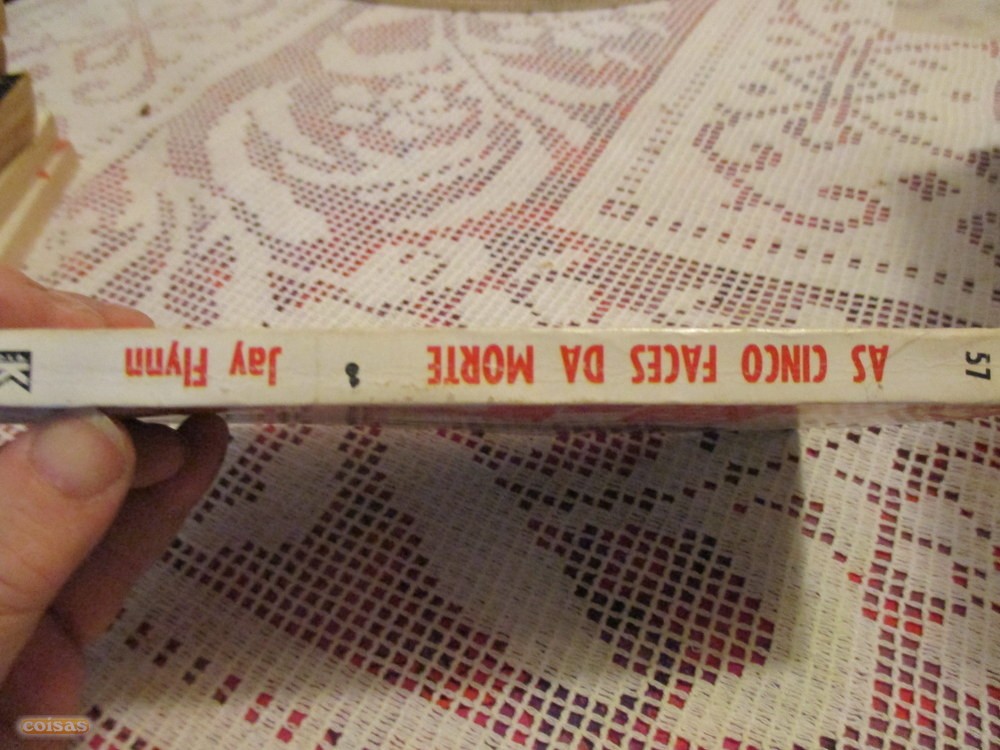 57
AS CINCO FACES DA MORTE
Jay Flynn
K
coisas